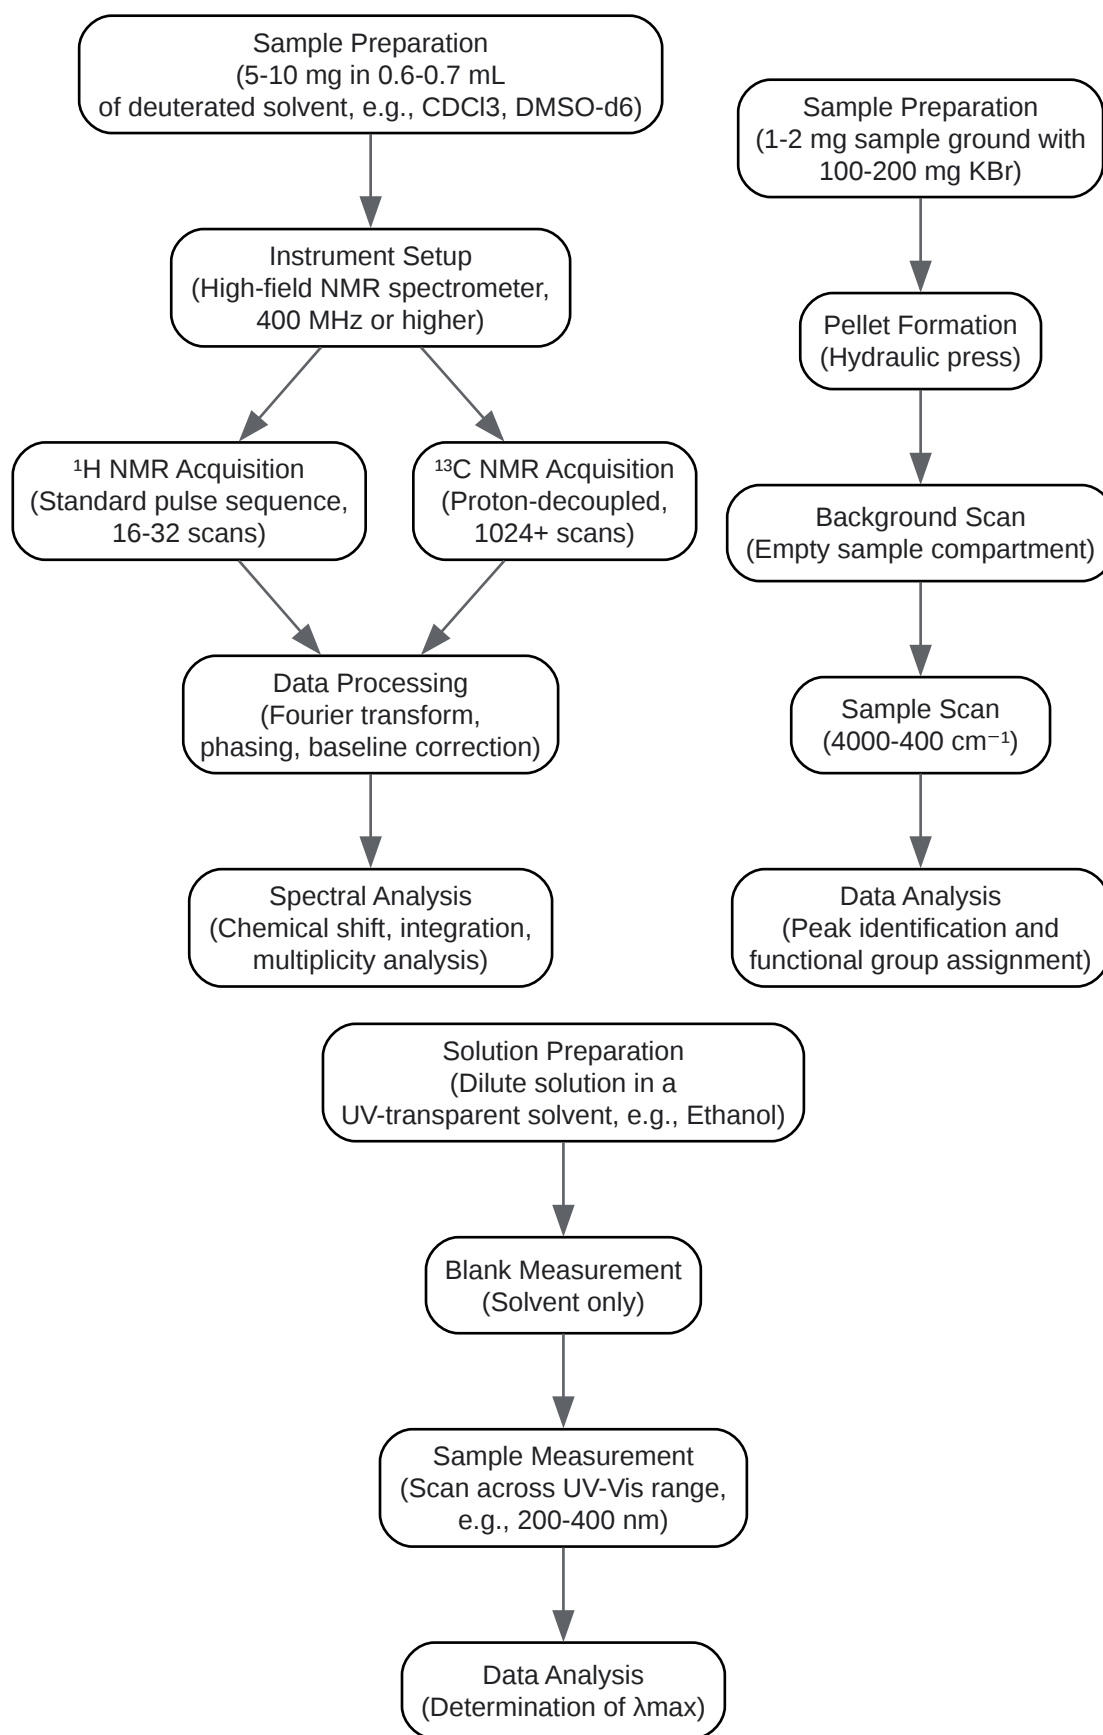 Sample Preparation
(5-10 mg in 0.6-0.7 mL
of deuterated solvent, e.g., CDCl3, DMSO-d6)
Instrument Setup
(High-field NMR spectrometer,
400 MHz or higher)
¹H NMR Acquisition
(Standard pulse sequence,
16-32 scans)
¹³C NMR Acquisition
(Proton-decoupled,
1024+ scans)
Data Processing
(Fourier transform,
phasing, baseline correction)
Spectral Analysis
(Chemical shift, integration,
multiplicity analysis)
Sample Preparation
(1-2 mg sample ground with
100-200 mg KBr)
Pellet Formation
(Hydraulic press)
Background Scan
(Empty sample compartment)
Sample Scan
(4000-400 cm⁻¹)
Data Analysis
(Peak identification and
functional group assignment)
Solution Preparation
(Dilute solution in a
UV-transparent solvent, e.g., Ethanol)
Blank Measurement
(Solvent only)
Sample Measurement
(Scan across UV-Vis range,
e.g., 200-400 nm)
Data Analysis
(Determination of λmax)